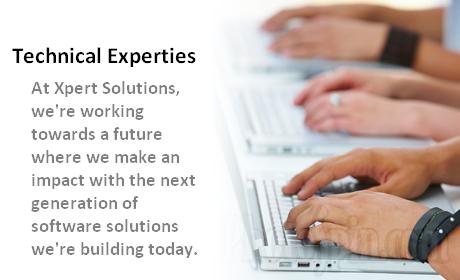 Technical Experties
At Xpert Solutions,
we're working
towards a future
where we make an
impact with the next
generation of
software solutions
we're building today.